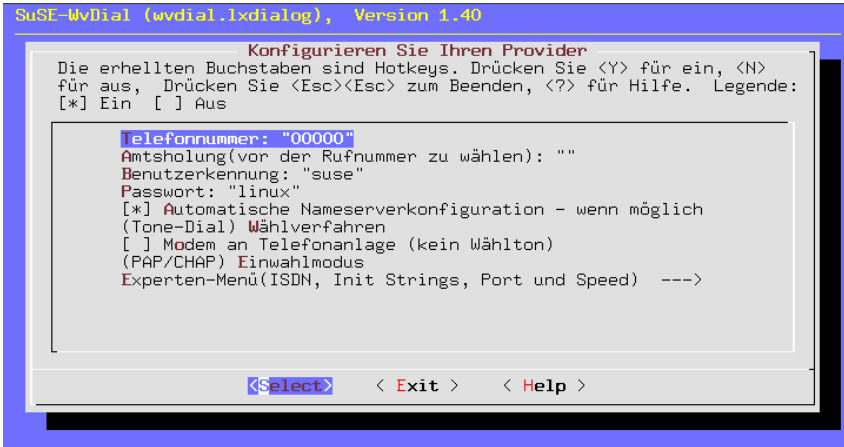 SuSE-WvDial (wvdial.lxdialog), Version 1.40
Konfigurieren Sie Ihren Provider
Die erhellten Buchstaben sind Hotkeys. Drücken Sie <Y> für ein, <N>
für aus, Drücken Sie <Esc><Esc> zum Beenden, <?> für Hilfe. Legende:
[*] Ein [ ] Aus
Telefonnummer: "00000"
Amtsholung(vor der Rufnummer zu wählen): ""
Benutzerkennung: "suse"
Passwort: "linux"
[*] Automatische Nameserverkonfiguration - wenn möglich
(Tone-Dial) Wählverfahren
[ ] Modem an Telefonanlage (kein Wählton)
(PAP/CHAP) Einwahlmodus
Experten-Menü(ISDN, Init Strings, Port und Speed) --->
<Select> < Exit > < Help >